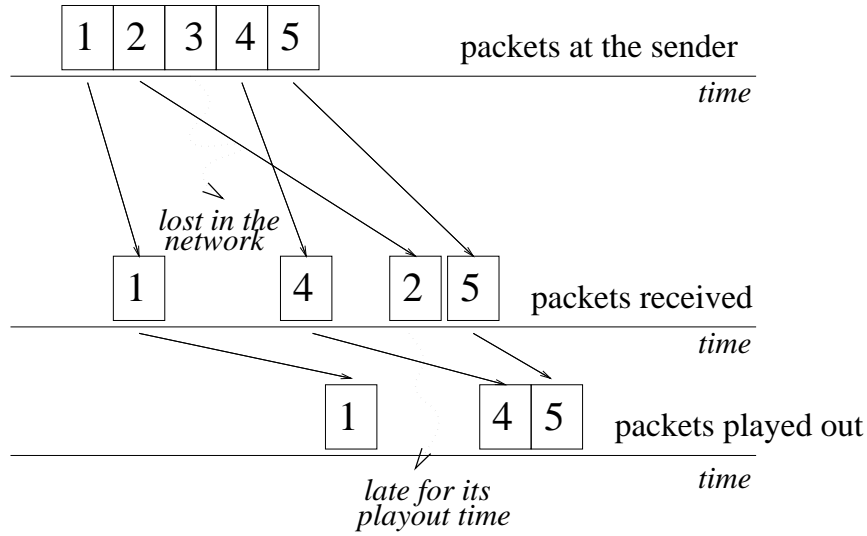 1 2 3 4 5
packets at the sender
time
lost in the
network
1 4 2 5
packets received
time
1 4 5
packets played out
time
late for its
playout time